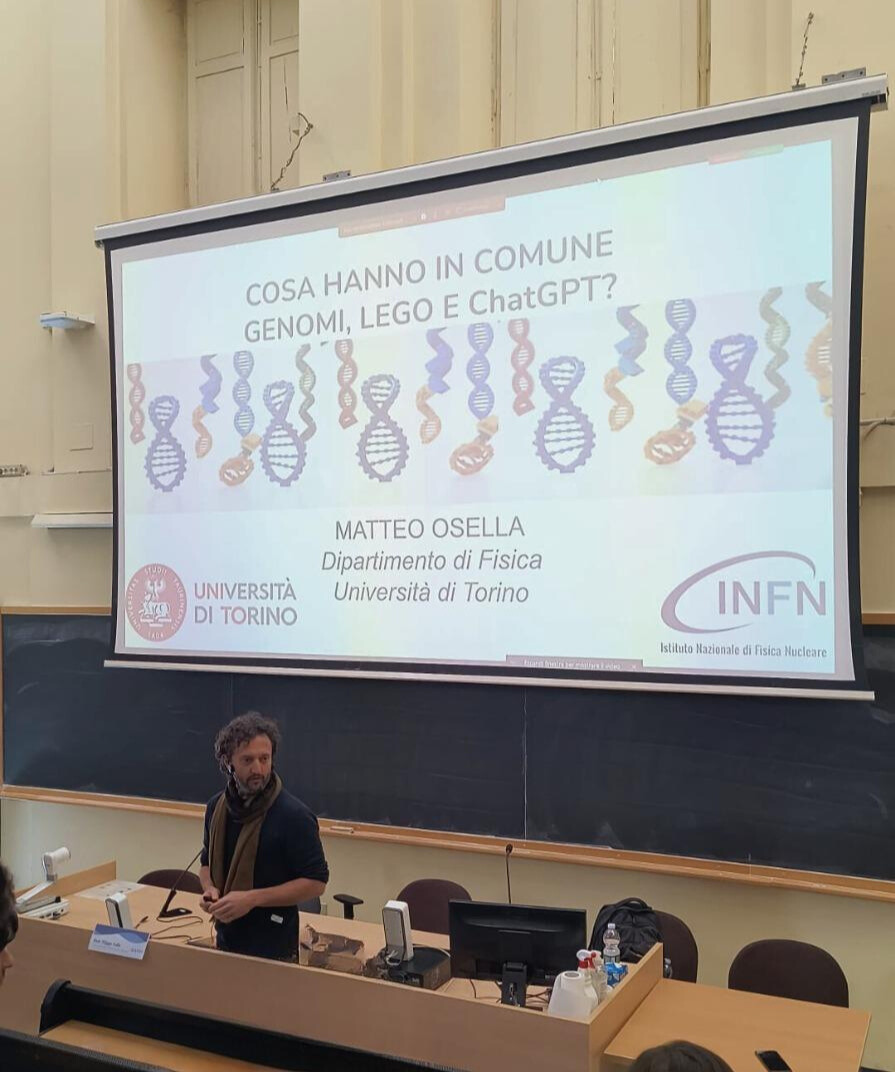 COSA HANNO IN COMUNE
GENOMI, LEGO E ChatGPT?
MATTEO OSELLA
Dipartimento di Fisica
Università di Torino
UNIVERSITÀ
DI TORINO
INFN
Istituto Nazionale di Fisica Nucleare